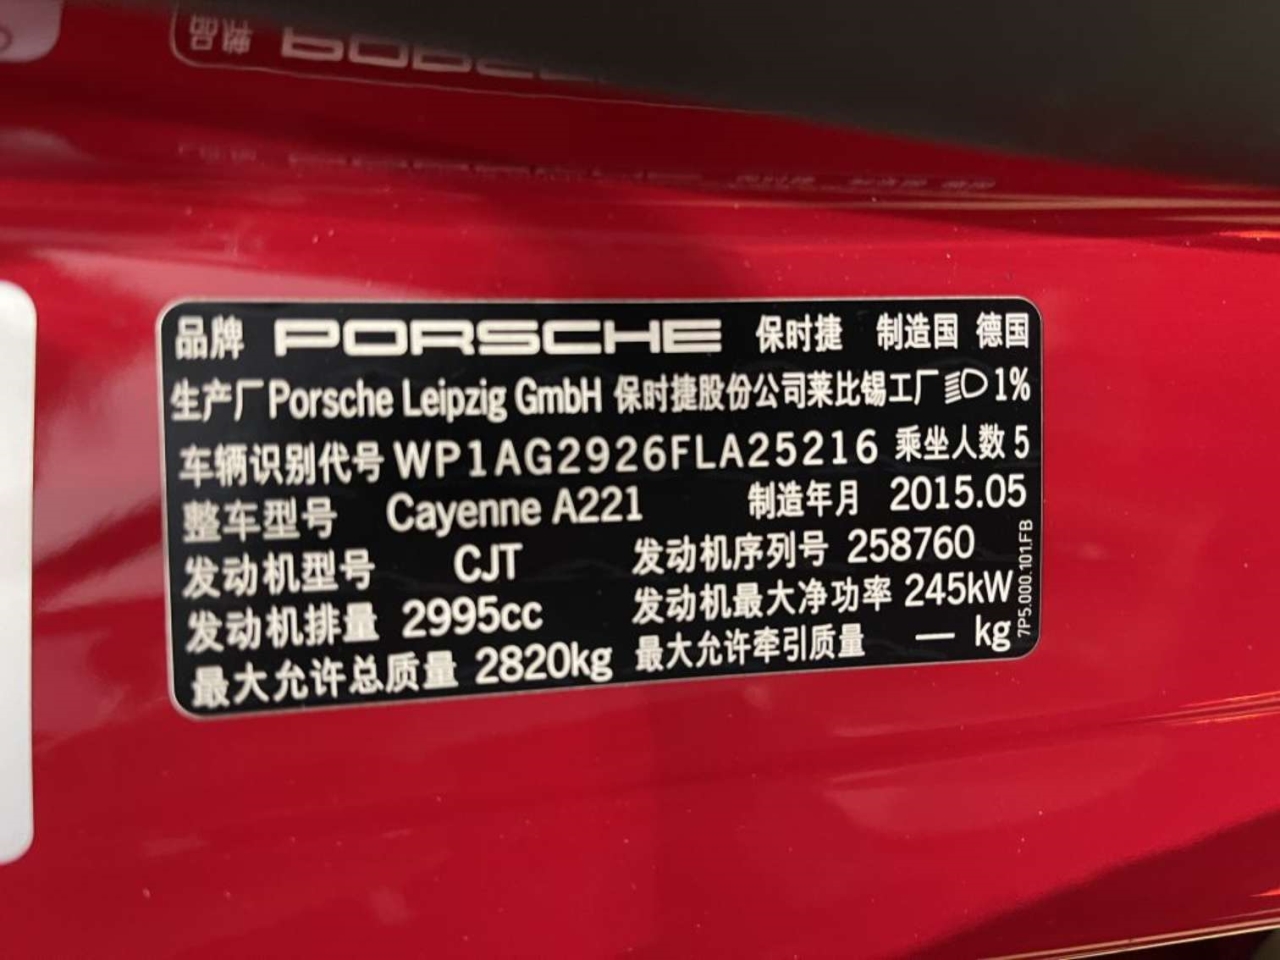 品牌 PORSCHE 保时捷 制造国 德国
生产厂 Porsche Leipzig GmbH 保时捷股份公司莱比锡工厂 1%
车辆识别代号 WP1AG2926FLA25216 乘坐人数 5
整车型号 Cayenne A221 制造年月 2015.05
发动机型号 CJT 发动机序列号 258760
发动机排量 2995cc 发动机最大净功率 245kW
最大允许总质量 2820kg 最大允许牵引质量 — kg
7P5.000.101.FB